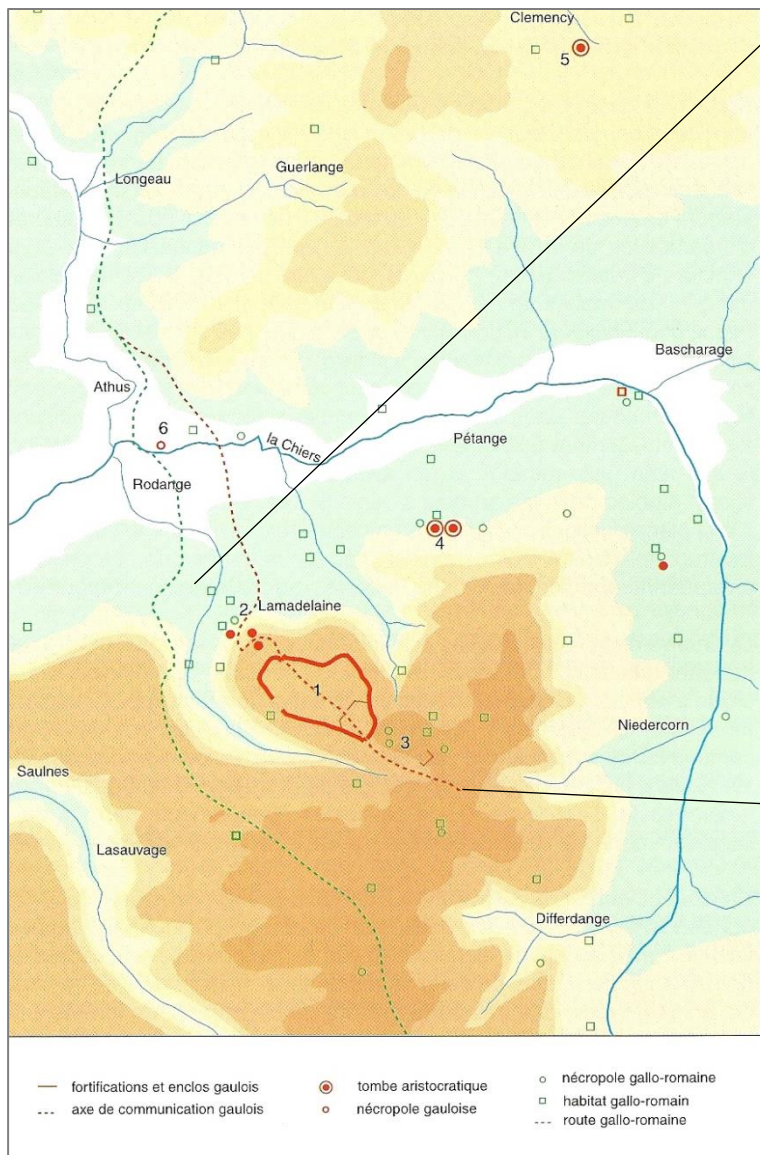 Clemency
5
Guerlange
Longeau
Bascharage
Athus
6
la Chiers
Pétange
Rodange
4
2
Lamadelaine
1
3
Niedercorn
Saulnes
Lasauvage
Differdange
fortifications et enclos gaulois
axe de communication gaulois
tombe aristocratique
nécropole gauloise
nécropole gallo-romaine
habitat gallo-romain
route gallo-romaine